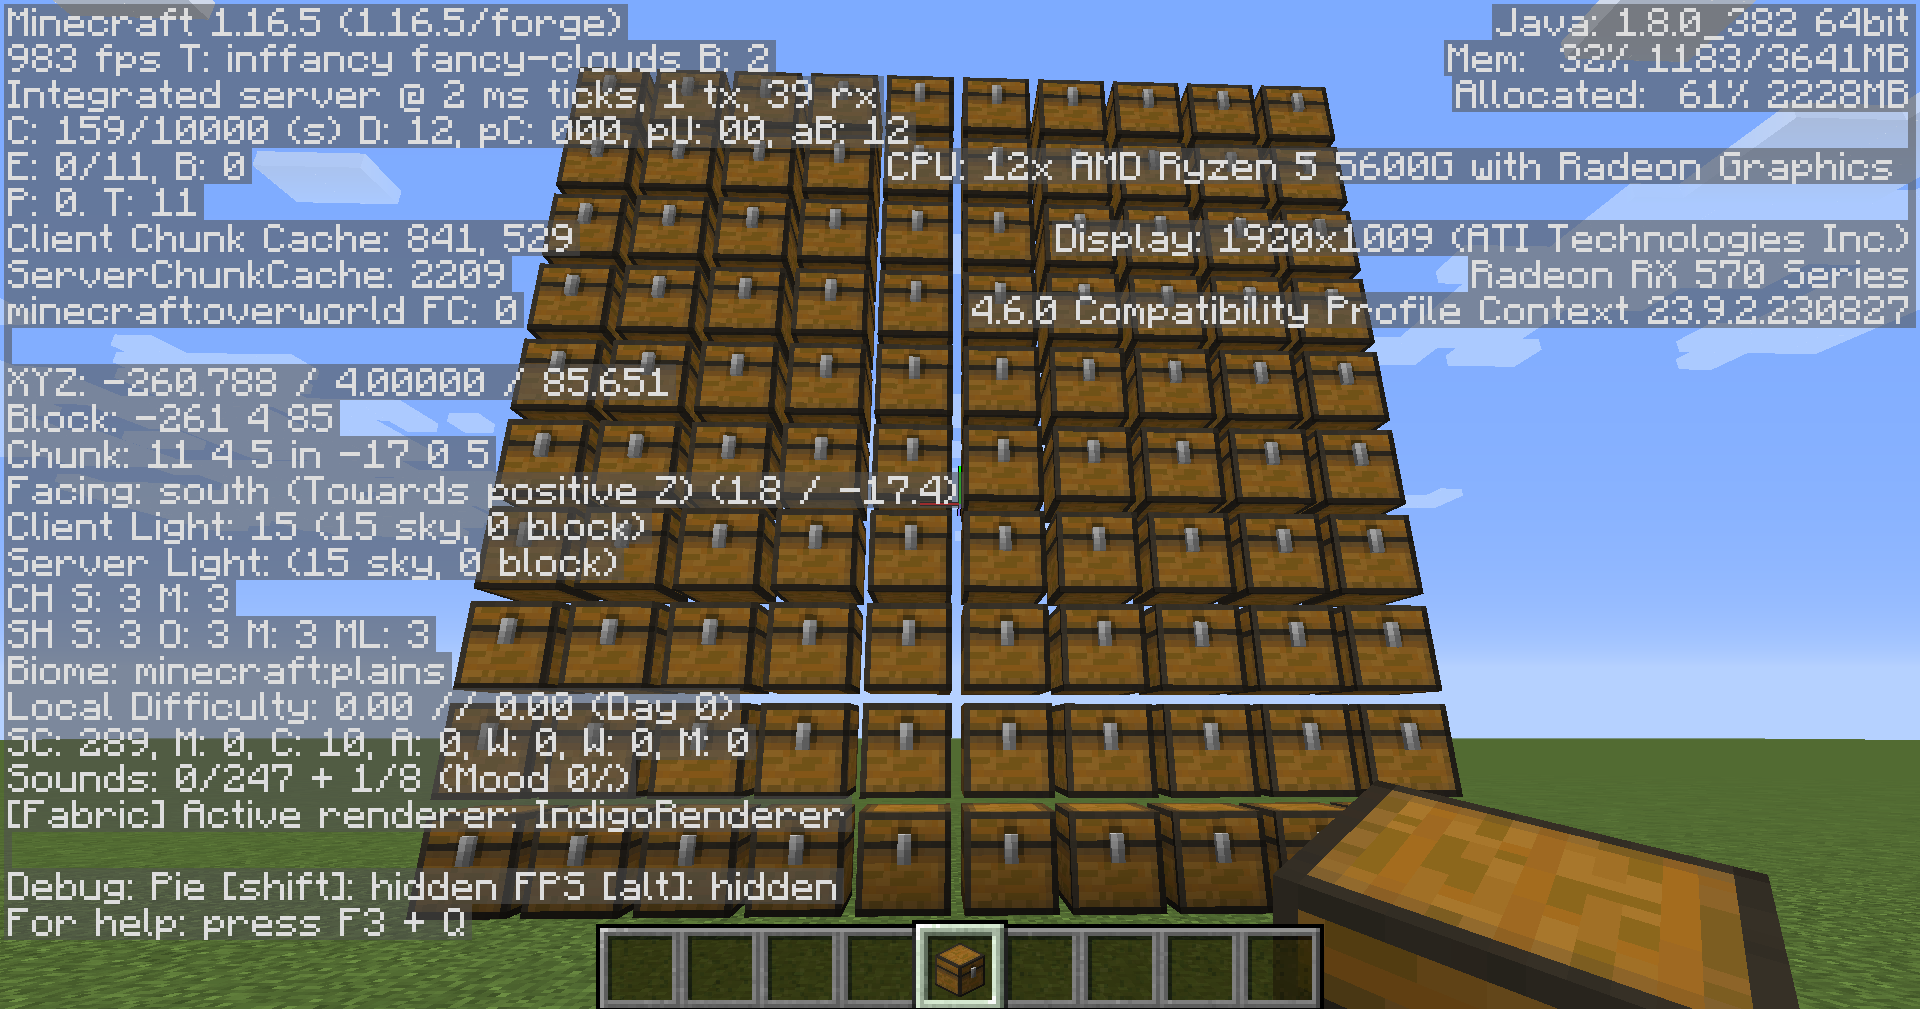 Minecraft 1.16.5 (1.16.5/forge)
983 fps T: inffancy fancy-clouds B: 2
Integrated server @ 2 ms ticks, 1 tx, 39 rx
C: 159/10000 (s) D: 12, pC: 000, pU: 00, aB: 12
E: 0/11, B: 0
P: 0. T: 11
Client Chunk Cache: 841, 529
ServerChunkCache: 2209
minecraft:overworld FC: 0
XYZ: -260.788 / 4.00000 / 85.651
Block: -261 4 85
Chunk: 11 4 5 in -17 0 5
Facing: south (Towards positive Z) (1.8 / -17.4)
Client Light: 15 (15 sky, 0 block)
Server Light: (15 sky, 0 block)
CH S: 3 M: 3
SH S: 3 O: 3 M: 3 ML: 3
Biome: minecraft:plains
Local Difficulty: 0.00 // 0.00 (Day 0)
SC: 289, M: 0, C: 10, A: 0, W: 0, W: 0, M: 0
Sounds: 0/247 + 1/8 (Mood 0%)
[Fabric] Active renderer: IndigoRenderer
Debug: Pie [shift]: hidden FPS [alt]: hidden
For help: press F3 + Q
Java: 1.8.0_382 64bit
Mem: 32% 1183/3641MB
Allocated: 61% 2228MB
CPU: 12x AMD Ryzen 5 5600G with Radeon Graphics
Display: 1920x1009 (ATI Technologies Inc.)
Radeon RX 570 Series
4.6.0 Compatibility Profile Context 23.9.2.230827